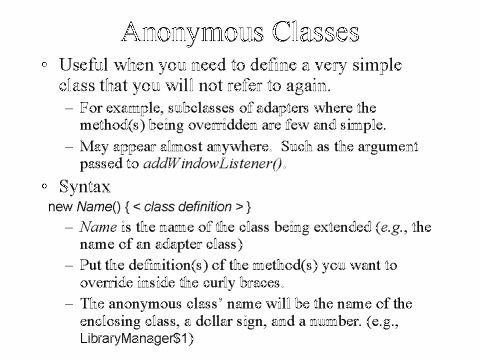 Anonymous Classes
◦ Useful when you need to define a very simple
class that you will not refer to again.
– For example, subclasses of adapters where the
method(s) being overridden are few and simple.
– May appear almost anywhere. Such as the argument
passed to addWindowListener().
◦ Syntax
new Name() { < class definition > }
– Name is the name of the class being extended (e.g., the
name of an adapter class)
– Put the definition(s) of the method(s) you want to
override inside the curly braces.
– The anonymous class’ name will be the name of the
enclosing class, a dollar sign, and a number. (e.g.,
LibraryManager$1)